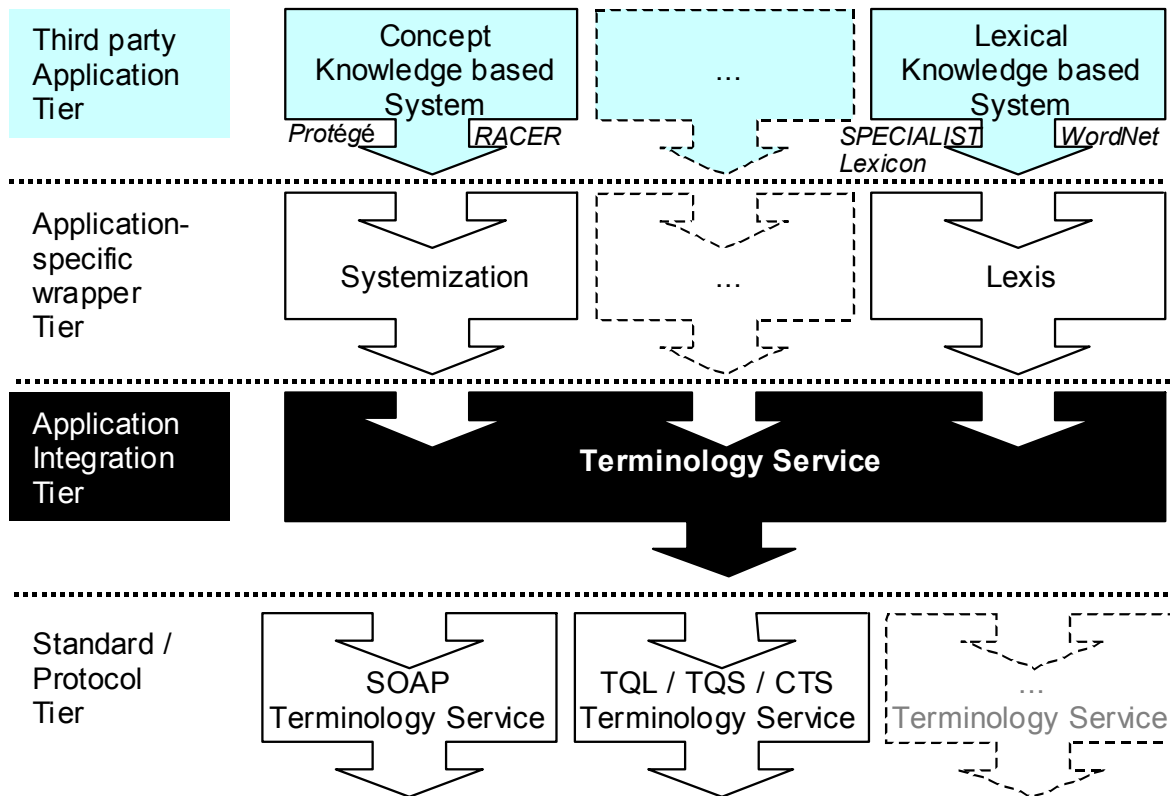 Third party
Application
Tier
Concept
Knowledge based
System
...
Lexical
Knowledge based
System
Protégé
RACER
SPECIALIST
Lexicon
WordNet
Application-
specific
wrapper
Tier
Systemization
...
Lexis
Application
Integration
Tier
Terminology Service
Standard /
Protocol
Tier
SOAP
Terminology Service
TQL / TQS / CTS
Terminology Service
...
Terminology Service